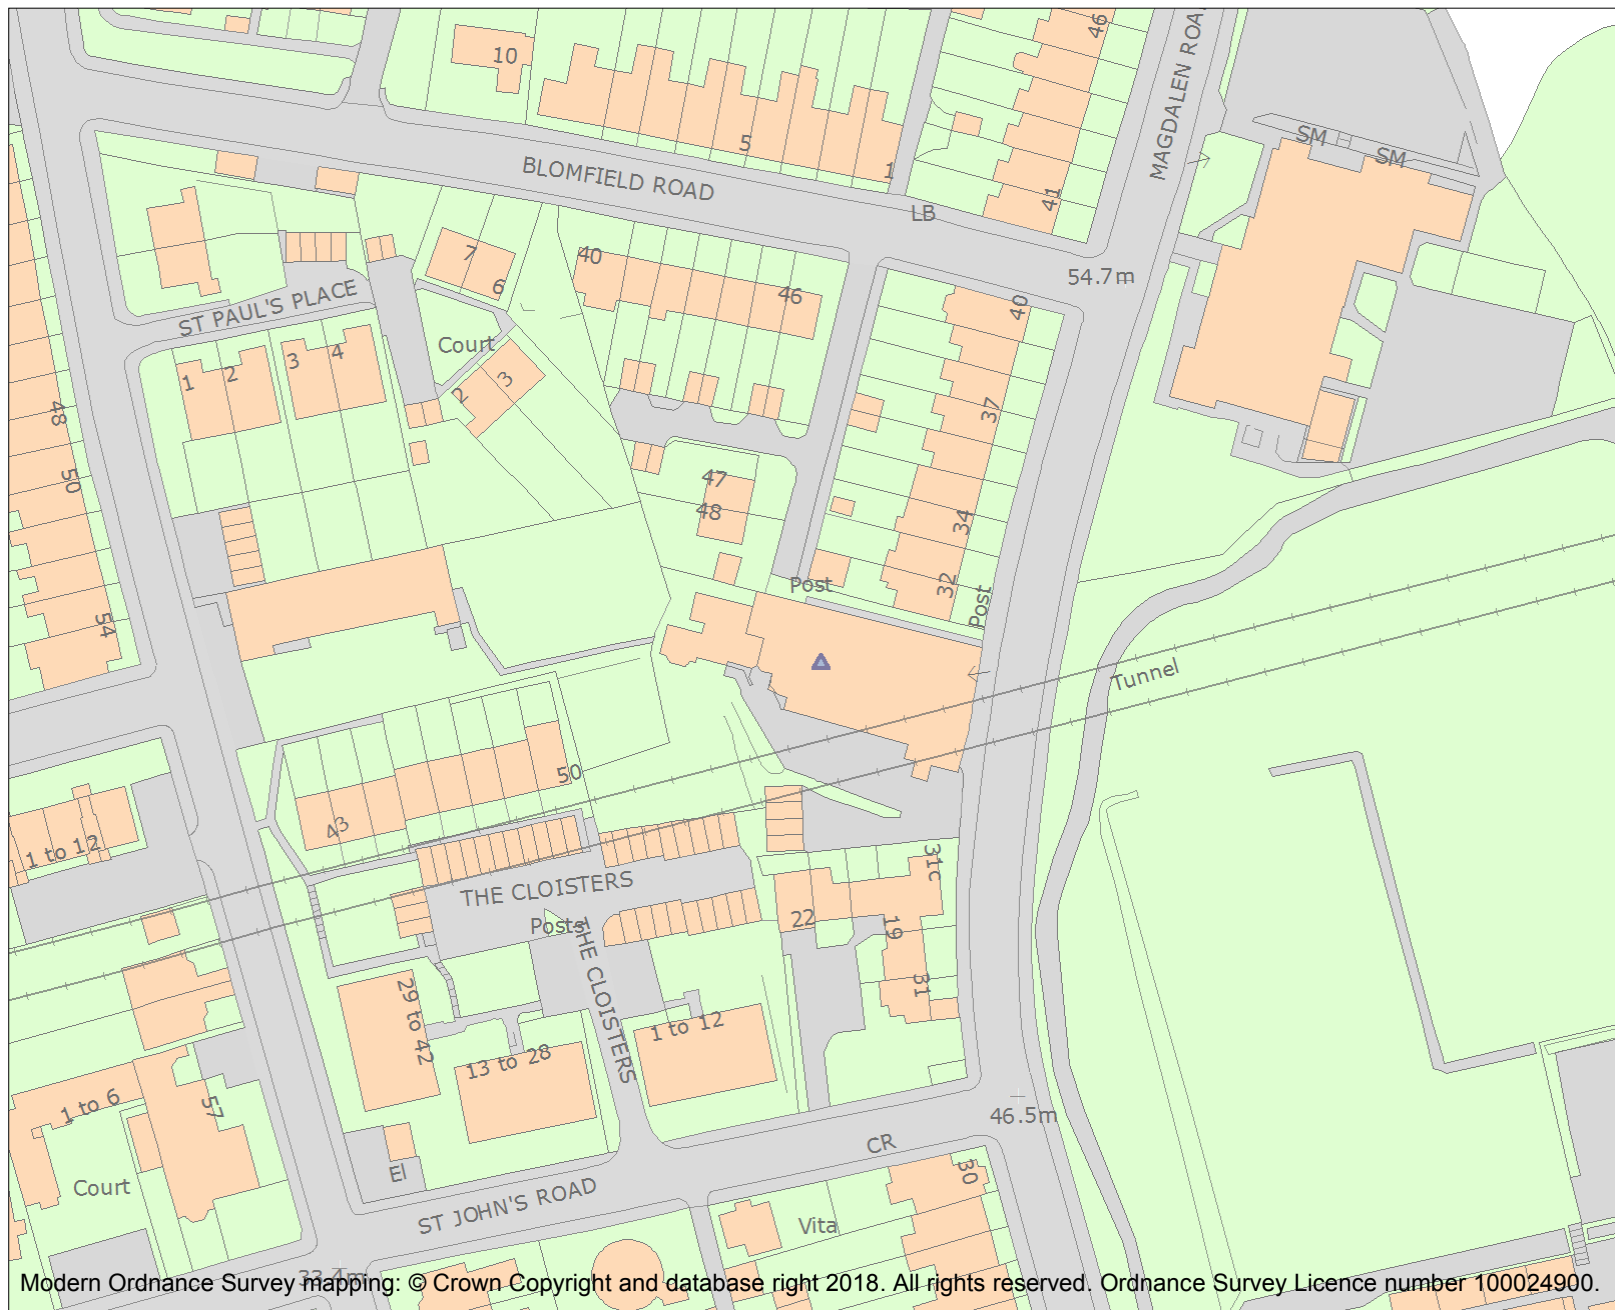 46
MAGDALEN ROA
10
SM
SM
5
1
BLOMFIELD ROAD
41
LB
54.7m
7
6
40
46
40
ST PAUL'S PLACE
Court
1
2
3
4
2
3
48
37
50
47
48
34
32
Post
Post
54
Tunnel
50
43
1 to 12
31c
THE CLOISTERS
22
19
Posts
THE CLOISTERS
31
29 to 42
1 to 12
13 to 28
1 to 6
57
46.5m
CR
El
30
Court
ST JOHN'S ROAD
Vita
33.4m
Modern Ordnance Survey mapping: © Crown Copyright and database right 2018. All rights reserved. Ordnance Survey Licence number 100024900.